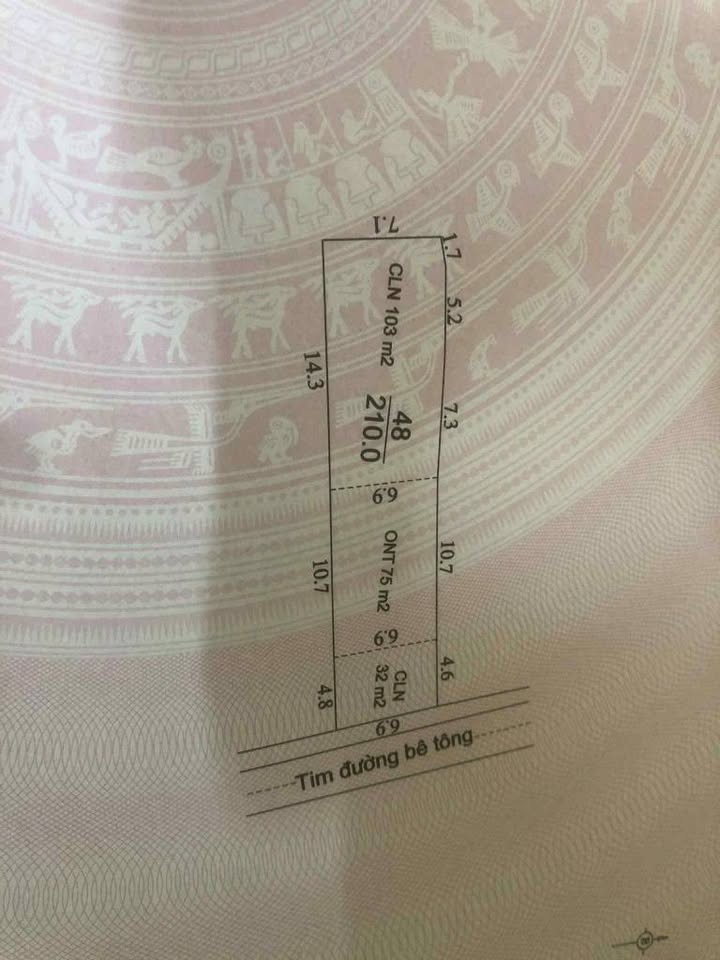 7.1
1.7
CLN 103 m2
5.2
14.3
7.3
48
210.0
6.9
ONT 75 m2
10.7
10.7
6.9
CLN
32 m2
4.6
4.8
6.9
Tim đường bê tông